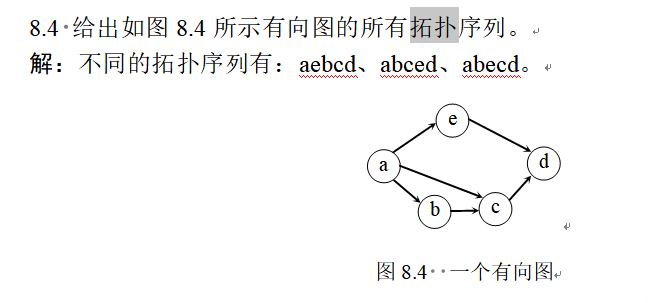 8.4·给出如图 8.4 所示有向图的所有拓扑序列。
解：不同的拓扑序列有：aebcd、abced、abecd。
e
a
d
b
c
图 8.4··一个有向图